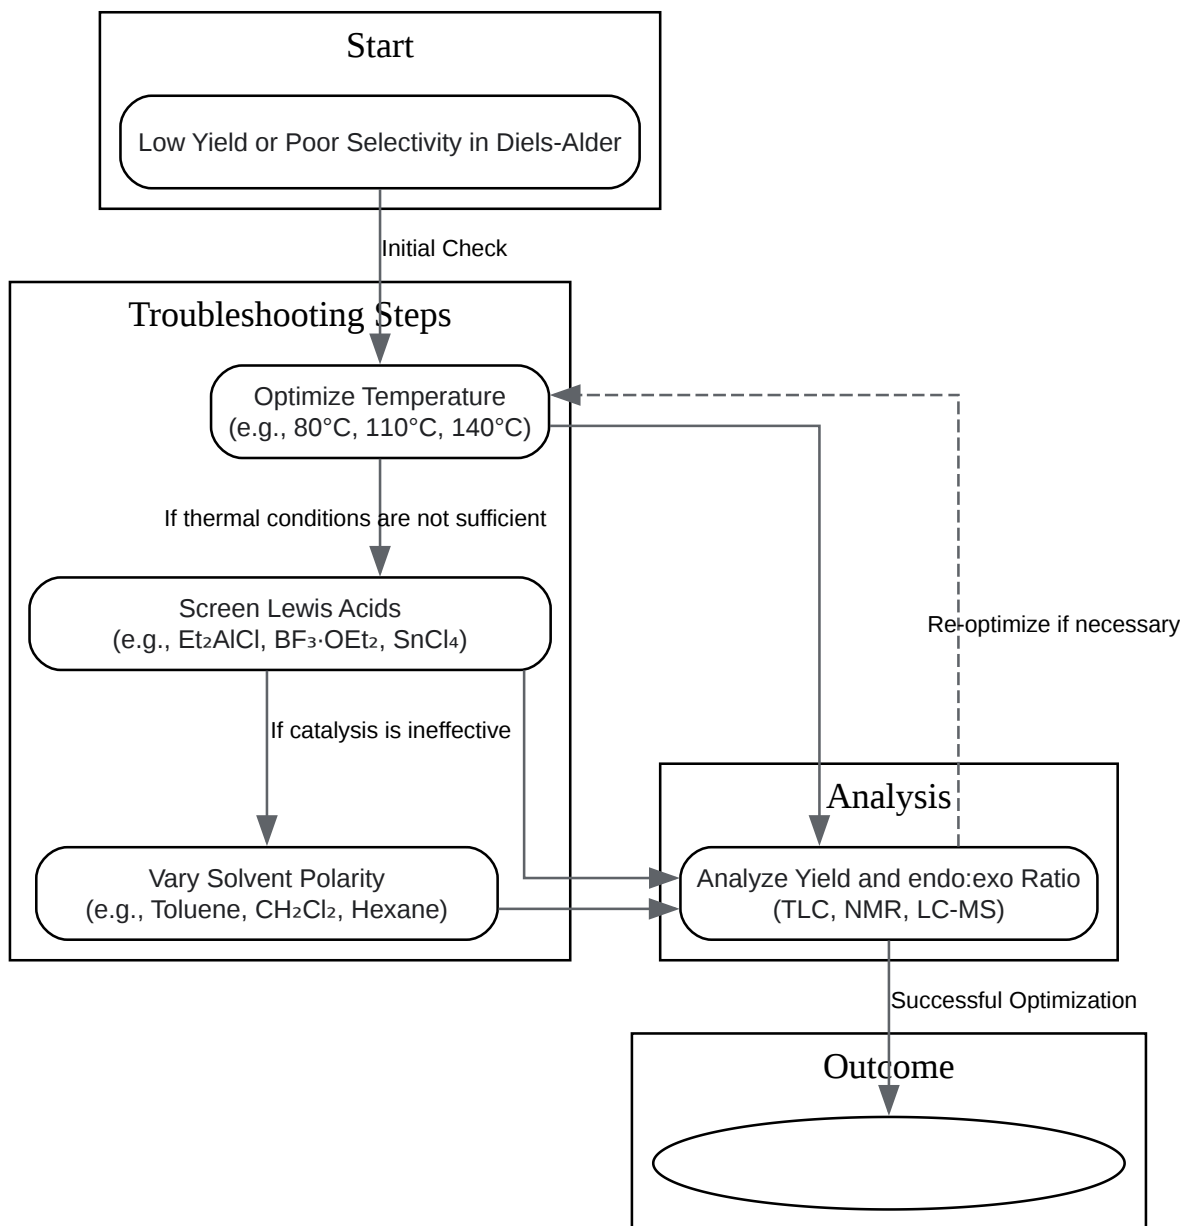 Start
Low Yield or Poor Selectivity in Diels-Alder
Initial Check
Troubleshooting Steps
Optimize Temperature
(e.g., 80°C, 110°C, 140°C)
If thermal conditions are not sufficient
Screen Lewis Acids
(e.g., Et₂AlCl, BF₃·OEt₂, SnCl₄)
Re-optimize if necessary
If catalysis is ineffective
Analysis
Vary Solvent Polarity
(e.g., Toluene, CH₂Cl₂, Hexane)
Analyze Yield and endo:exo Ratio
(TLC, NMR, LC-MS)
Successful Optimization
Outcome